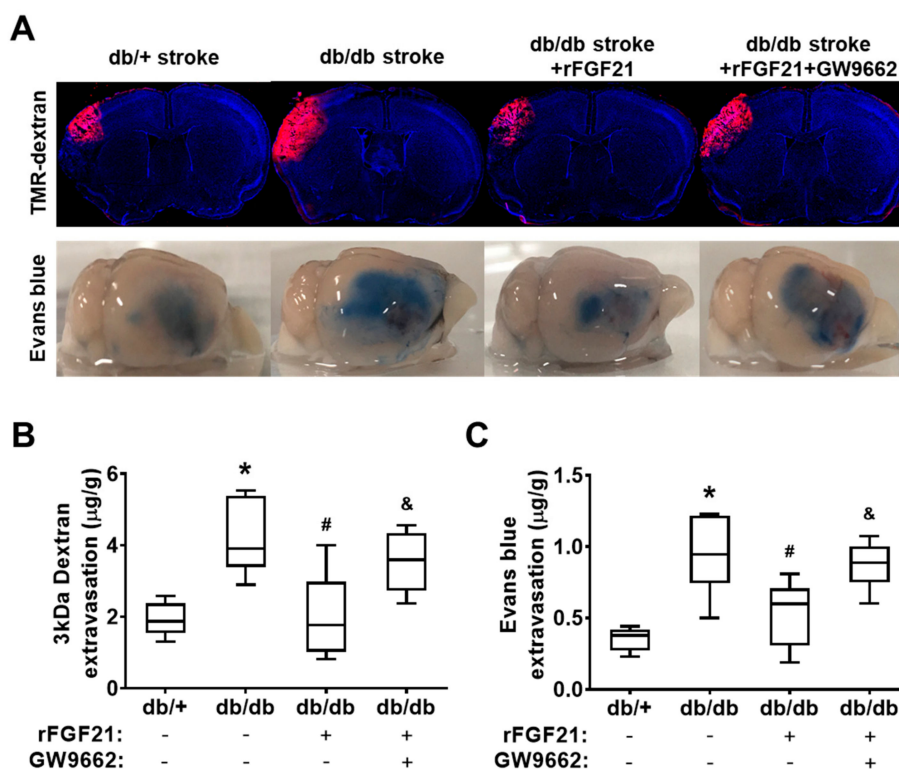 A
db/+ stroke
db/db stroke
db/db stroke
+rFGF21
db/db stroke
+rFGF21+GW9662
TMR-dextran
Evans blue
B
3kDa Dextran
extravasation (μg/g)
6
4
2
0
*
#
&
db/+ db/db db/db db/db
rFGF21: - - + +
GW9662: - - - +
C
Evans blue
extravasation (μg/g)
1.5
1.0
0.5
0.0
*
#
&
db/+ db/db db/db db/db
rFGF21: - - + +
GW9662: - - - +